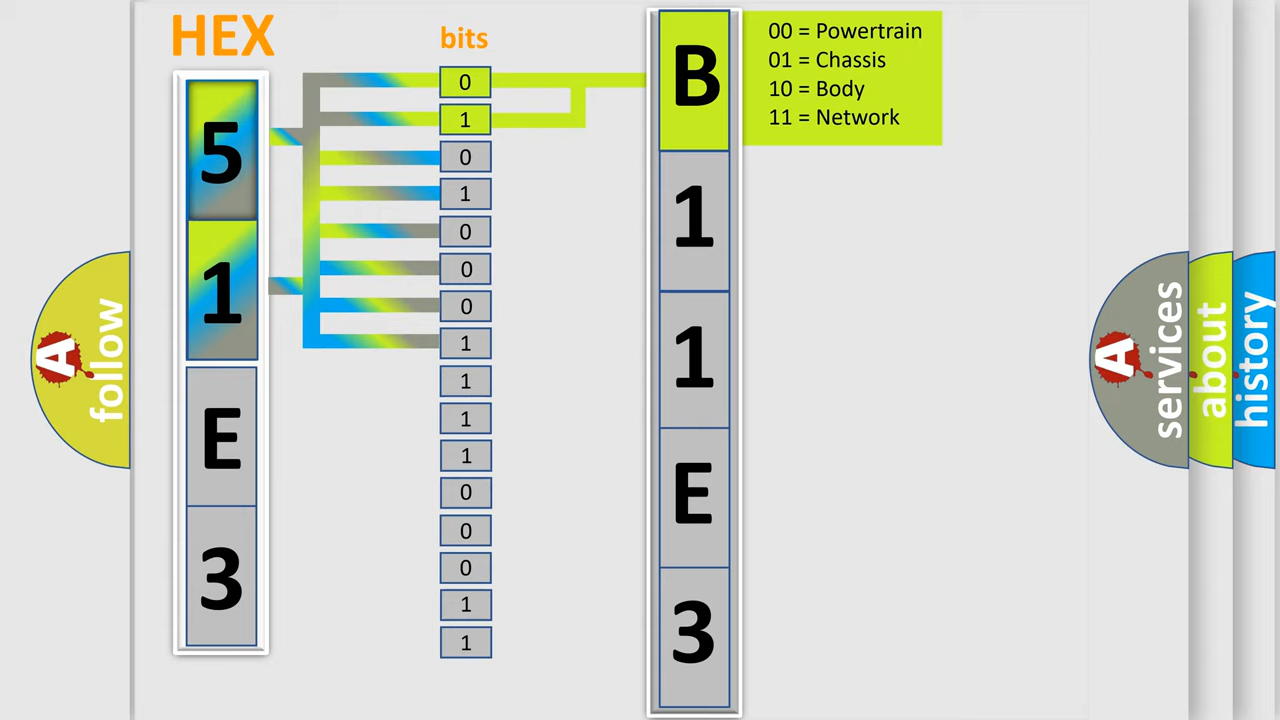 HEX
bits
5
1
E
3
0
1
0
1
0
0
0
1
1
1
1
0
0
0
1
1
B
1
1
E
3
00 = Powertrain
01 = Chassis
10 = Body
11 = Network
A
follow
A
services
about
history